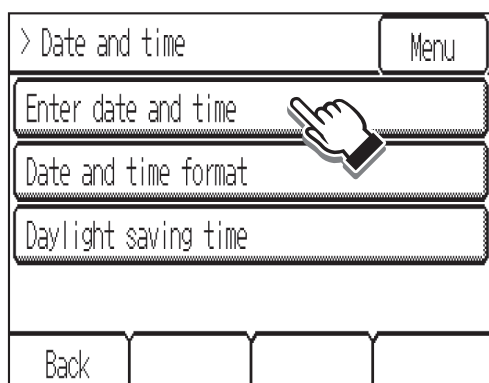 > Date and time
Menu
Enter date and time
Date and time format
Daylight saving time
Back